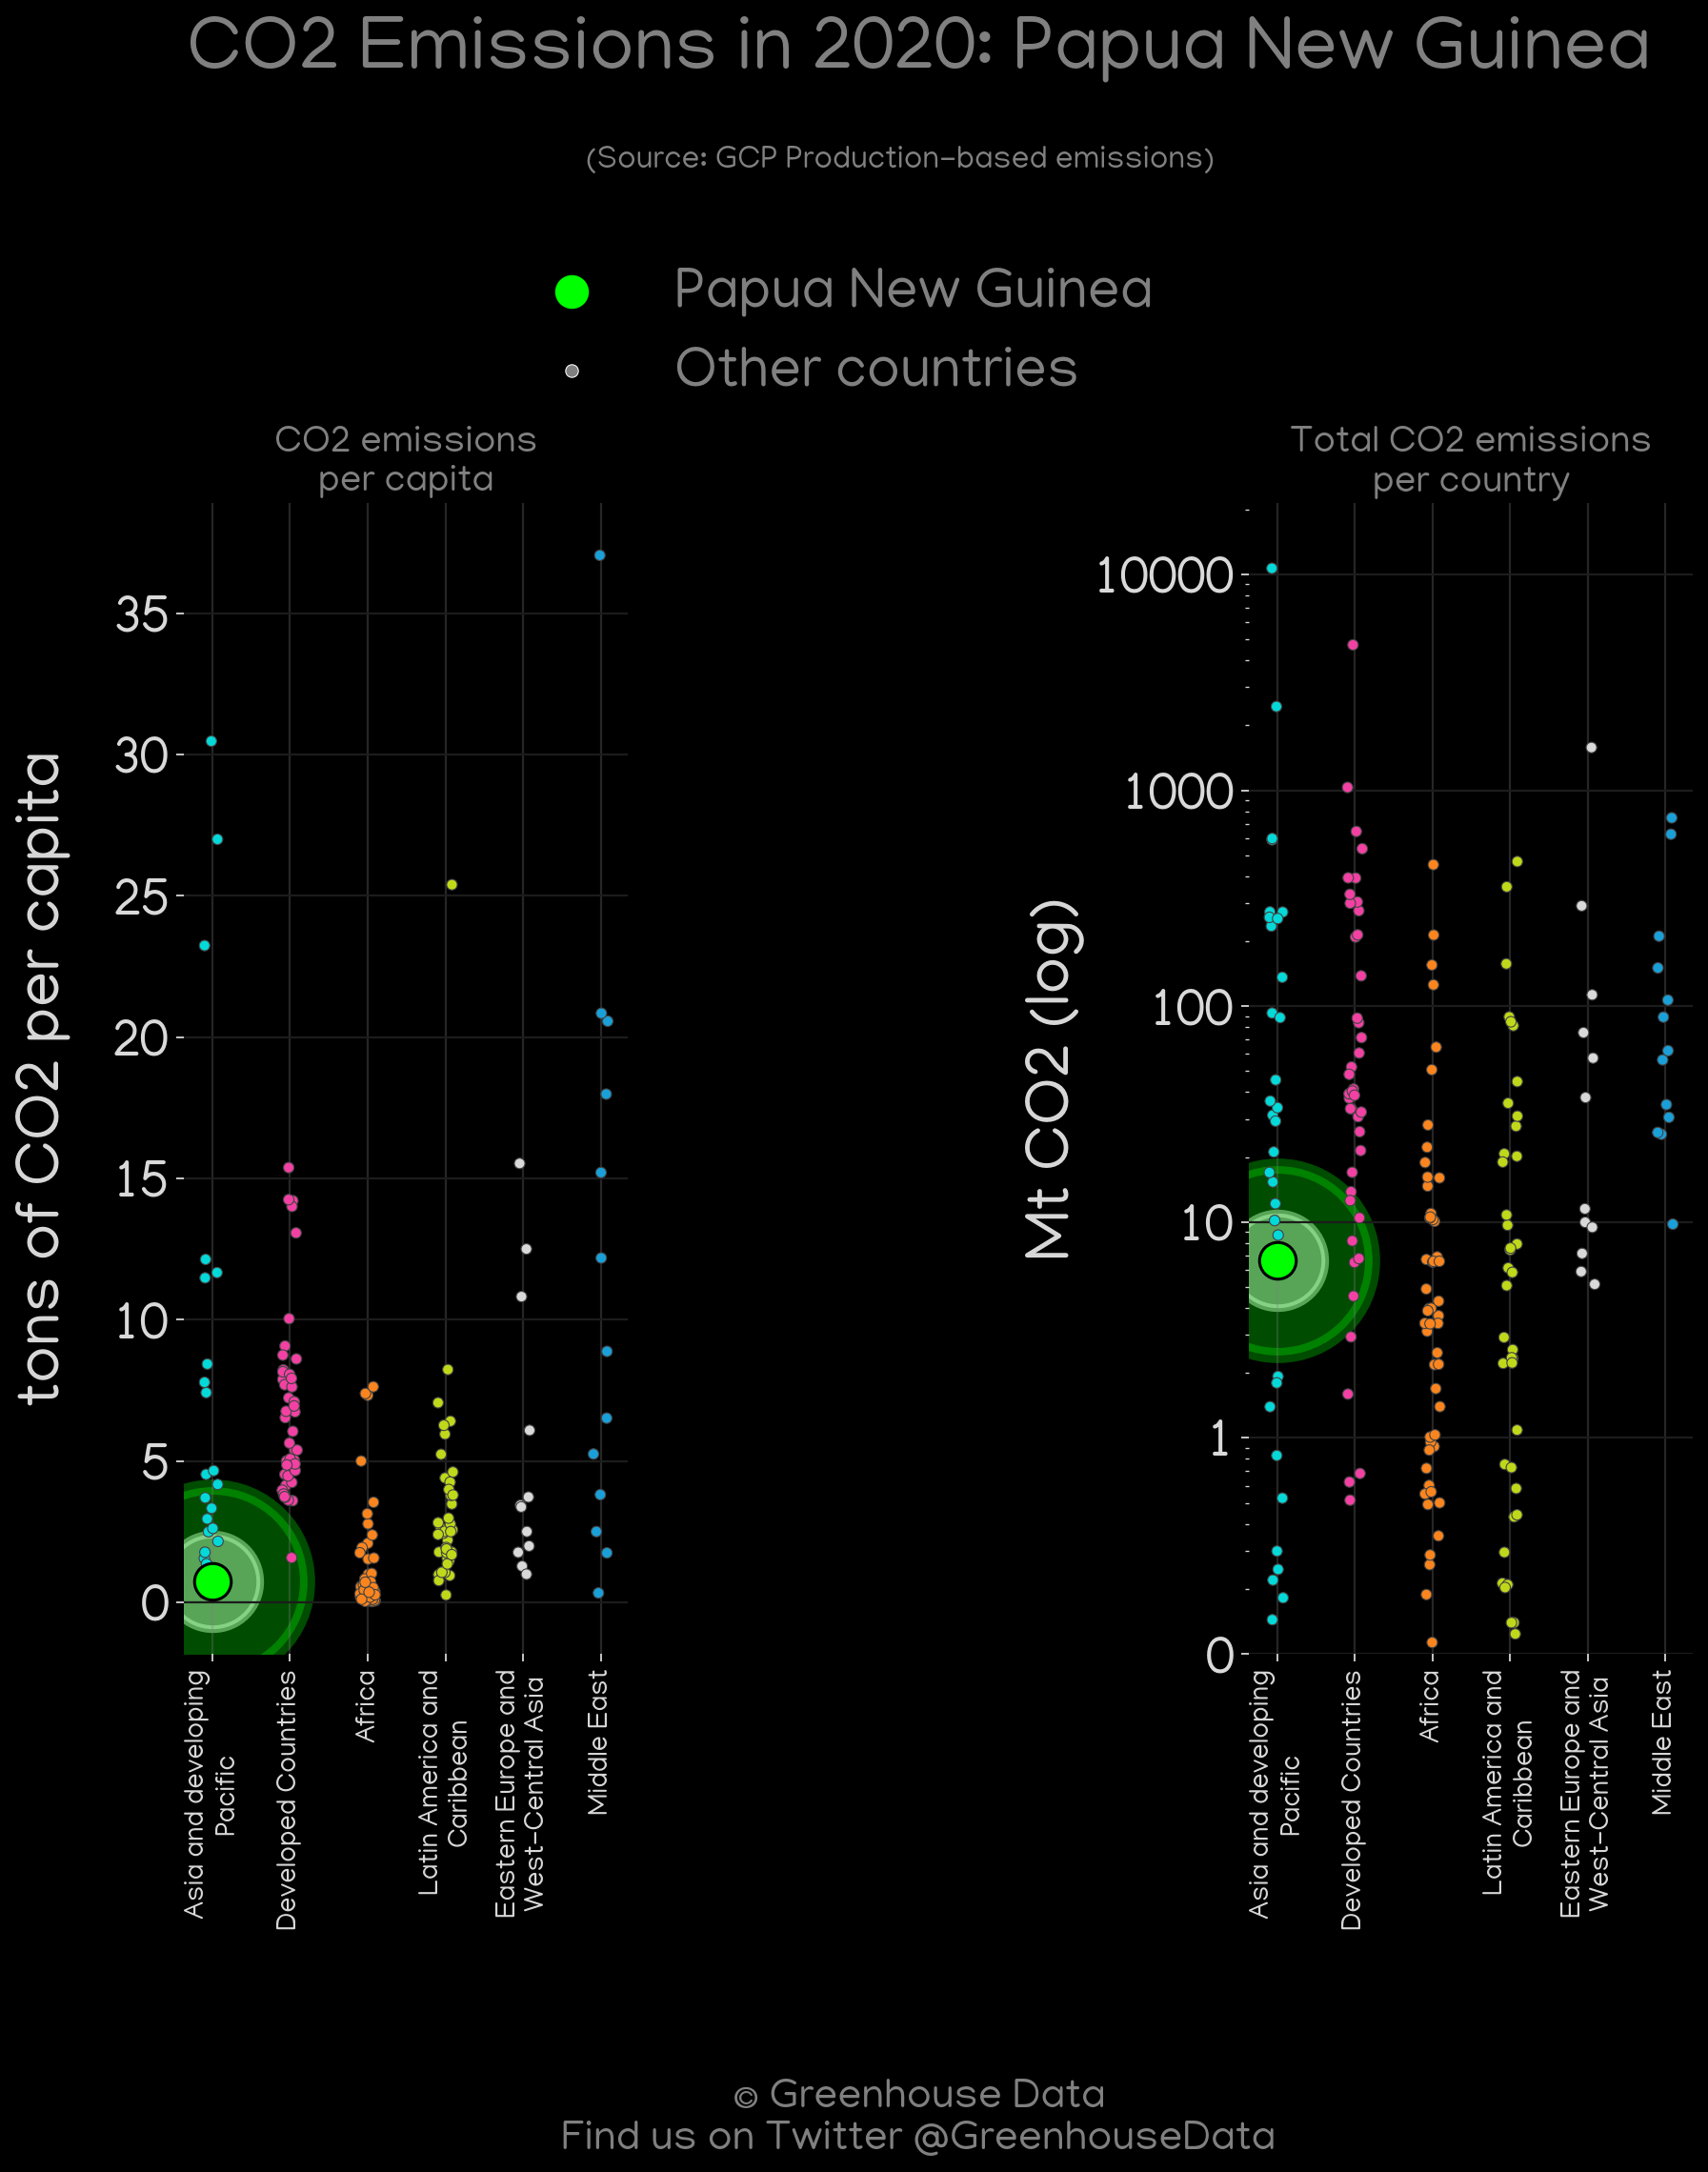 CO2 Emissions in 2020: Papua New Guinea
(Source: GCP Production-based emissions)
Papua New Guinea
Other countries
CO2 emissions
per capita
tons of CO2 per capita
35
30
25
20
15
10
5
0
Asia and developing
Pacific
Developed Countries
Africa
Latin America and
Caribbean
Eastern Europe and
West-Central Asia
Middle East
Total CO2 emissions
per country
Mt CO2 (log)
10000
1000
100
10
1
0
Asia and developing
Pacific
Developed Countries
Africa
Latin America and
Caribbean
Eastern Europe and
West-Central Asia
Middle East
© Greenhouse Data
Find us on Twitter @GreenhouseData